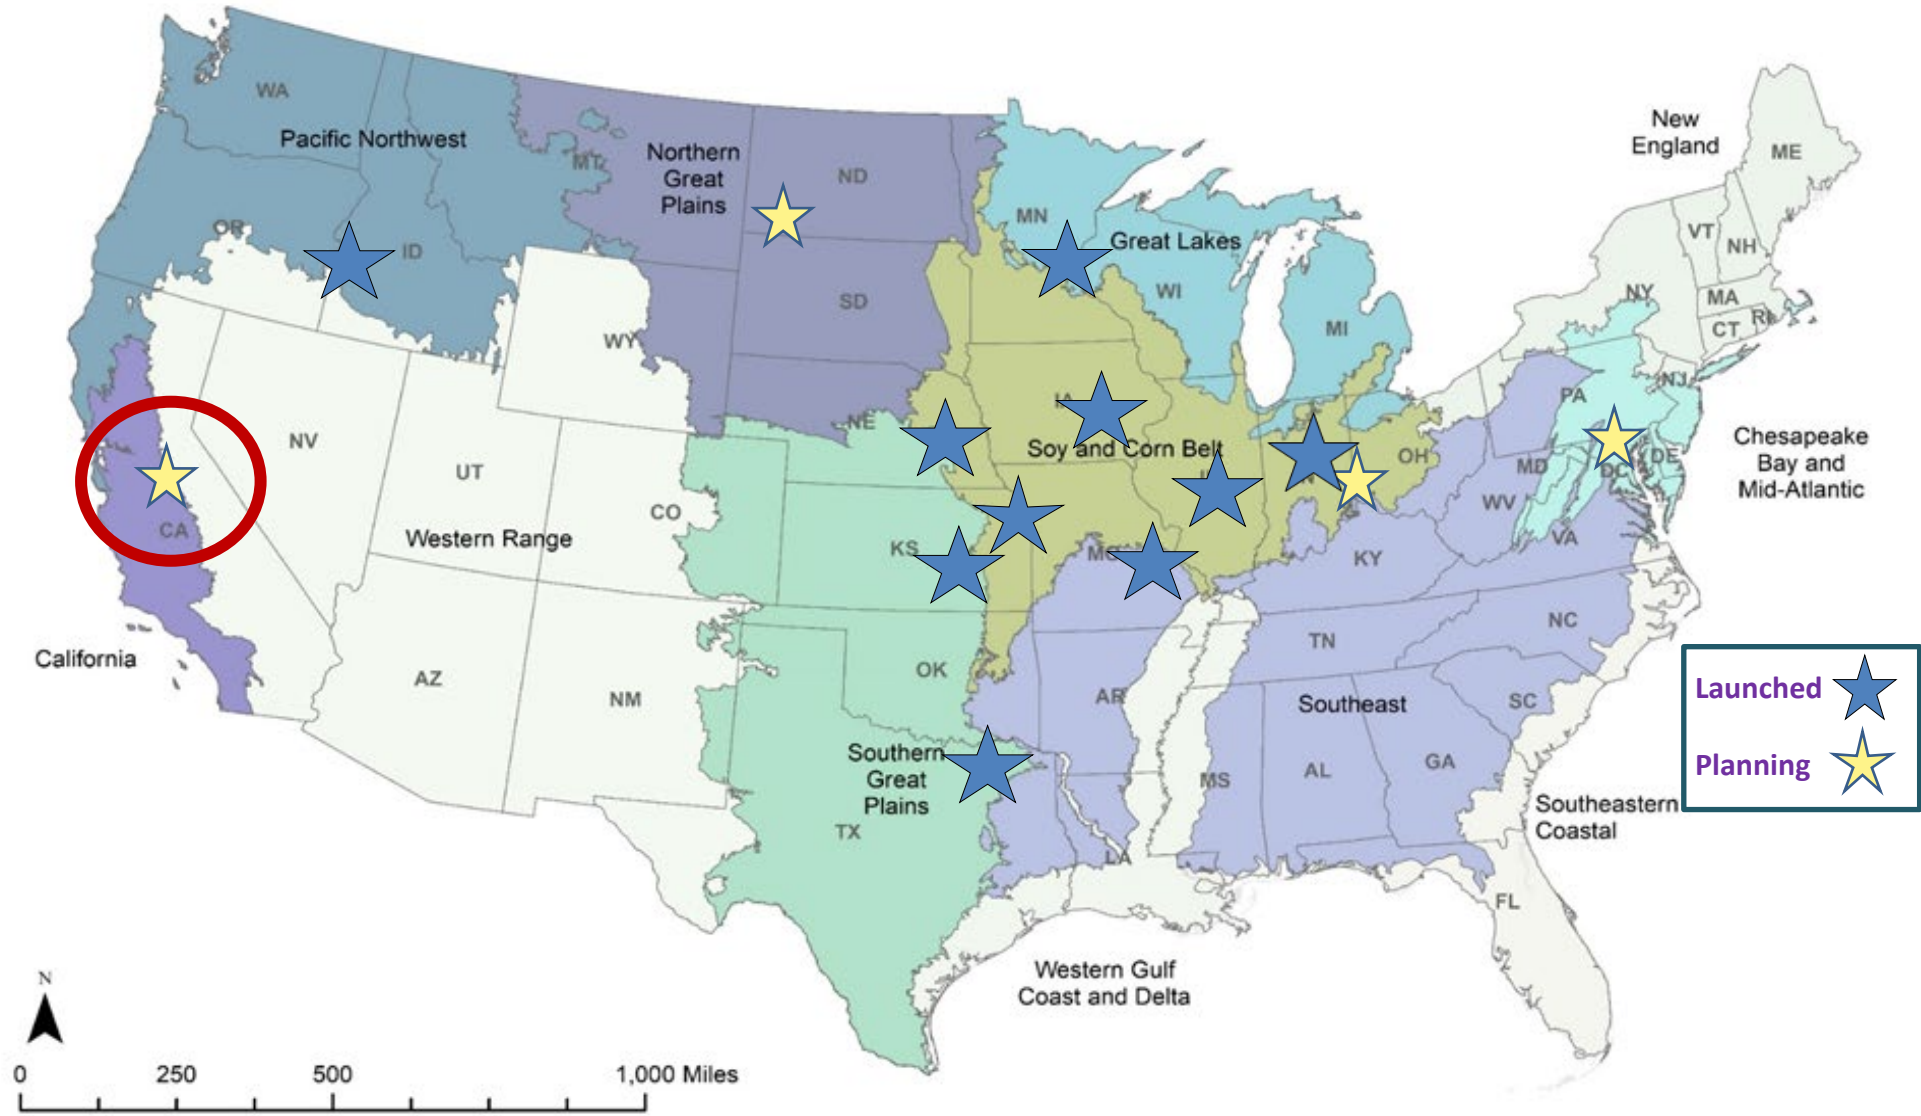 WA
Pacific Northwest
OR
ID
MT
Northern
Great
Plains
ND
SD
WY
NE
MN
Great Lakes
WI
MI
New
England
ME
VT
NH
NY
MA
CT
RI
PA
NJ
Chesapeake
Bay and
Mid-Atlantic
MD
DC
DE
WV
VA
OH
IA
Soy and Corn Belt
NV
UT
CO
CA
Western Range
KS
MO
KY
California
AZ
NM
OK
AR
TN
NC
SC
Southeast
MS
AL
GA
Southern
Great
Plains
TX
LA
FL
Southeastern
Coastal
Western Gulf
Coast and Delta
Launched
Planning
N
0 250 500 1,000 Miles